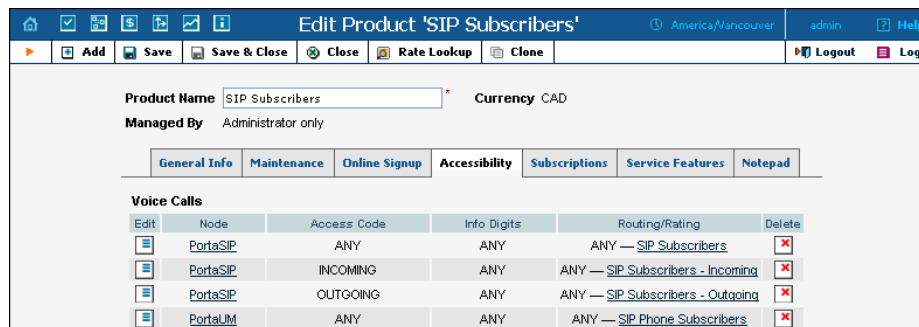 Edit Product 'SIP Subscribers' America/Vancouver admin ? Help
Add Save Save & Close Close Rate Lookup Clone Logout Log
Product Name SIP Subscribers * Currency CAD
Managed By Administrator only
General Info Maintenance Online Signup Accessibility Subscriptions Service Features Notepad
Voice Calls
Edit Node Access Code Info Digits Routing/Rating Delete
PortaSIP ANY ANY ANY — SIP Subscribers
PortaSIP INCOMING ANY ANY — SIP Subscribers - Incoming
PortaSIP OUTGOING ANY ANY — SIP Subscribers - Outgoing
PortaUM ANY ANY ANY — SIP Phone Subscribers